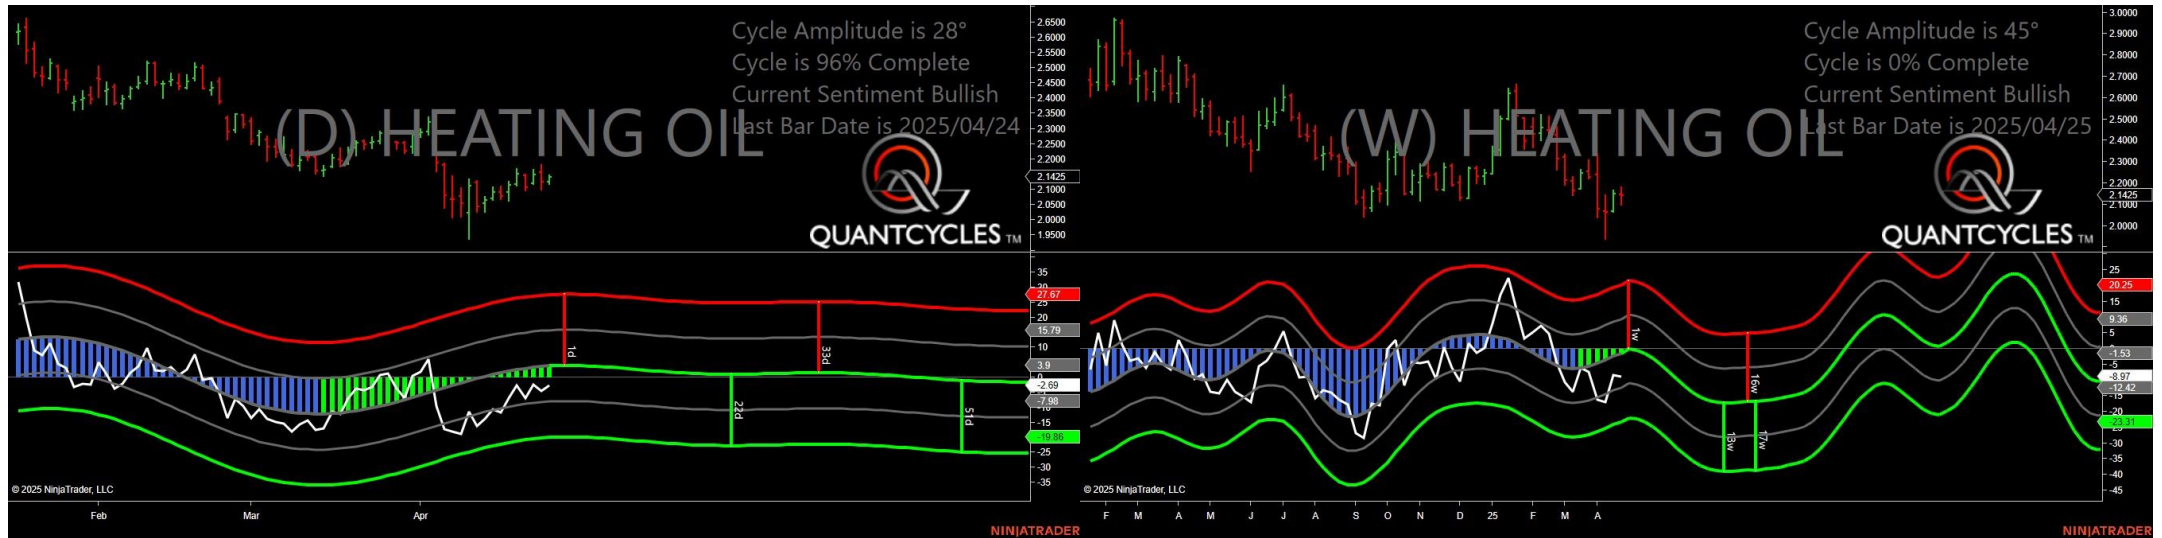 Cycle Amplitude is 28°
Cycle is 96% Complete
Current Sentiment Bullish
Last Bar Date is 2025/04/24
(D) HEATING OIL
QUANTCYCLES TM
2.6500
2.6000
2.5500
2.5000
2.4500
2.4000
2.3500
2.3000
2.2500
2.2000
2.1425
2.1000
2.0500
2.0000
1.9500
35
27.67
25
20
15.79
10
3.9
0
-2.69
-7.98
-15
-19.86
-25
-30
-35
1d
33d
22d
51d
© 2025 NinjaTrader, LLC
Feb
Mar
Apr
NINJATRADER
Cycle Amplitude is 45°
Cycle is 0% Complete
Current Sentiment Bullish
Last Bar Date is 2025/04/25
(W) HEATING OIL
QUANTCYCLES TM
3.0000
2.9000
2.8000
2.7000
2.6000
2.5000
2.4000
2.3000
2.2000
2.1425
2.1000
2.0000
25
20.25
15
9.36
5
-1.53
-5
-8.97
-12.42
-15
-20
-23.31
-30
-35
-40
-45
1w
16w
13w
17w
© 2025 NinjaTrader, LLC
F
M
A
M
J
J
A
S
O
N
D
25
F
M
A
NINJATRADER